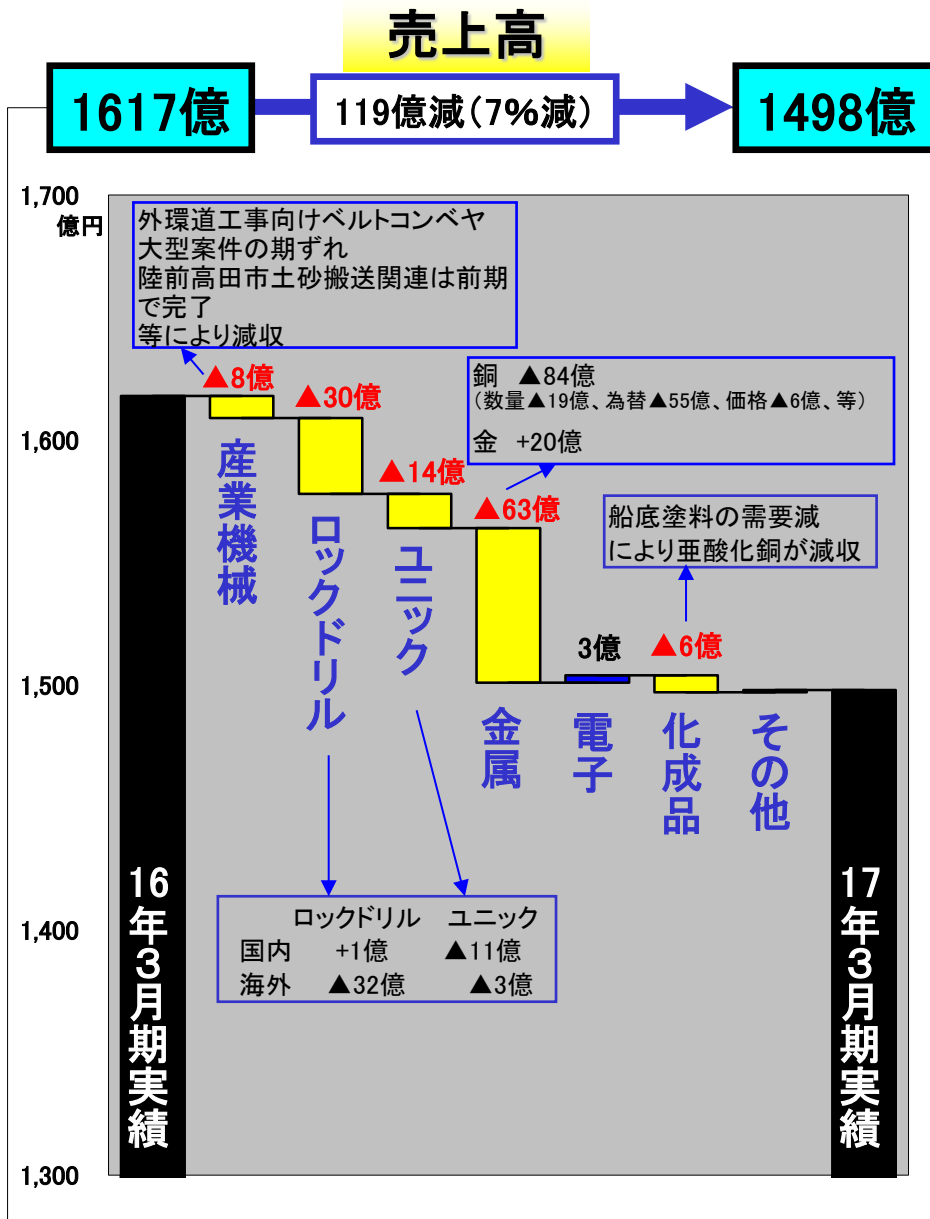 売上高
1617億
119億減(7%減)
1498億
1,700
億円
1,600
1,500
1,400
1,300
外環道工事向けベルトコンベヤ
大型案件の期ずれ
陸前高田市土砂搬送関連は前期
で完了
等により減収
▲8億
▲30億
▲14億
▲63億
3億
▲6億
銅 ▲84億
(数量▲19億、為替▲55億、価格▲6億、等)
金 +20億
船底塗料の需要減
により亜酸化銅が減収
産業機械
ロックドリル
ユニック
金属
電子
化成品
その他
16年3月期実績
17年3月期実績
ロックドリル ユニック
国内 +1億 ▲11億
海外 ▲32億 ▲3億